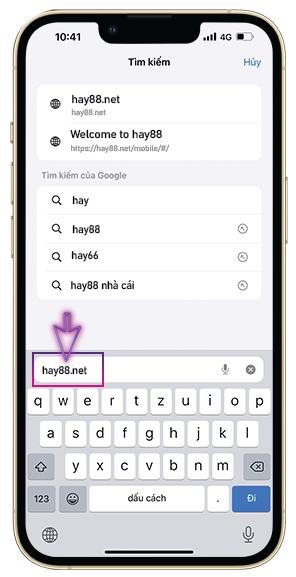 10:41
4G
Tìm kiếm
Hủy
hay88.net
hay88.net
Welcome to hay88
https://hay88.net/mobile/#/
Tìm kiếm của Google
hay
hay88
hay66
hay88 nhà cái
hay88.net
q w e r t y u i o p
a s d f g h j k l
y x c v b n m
123
dấu cách
.
Đi